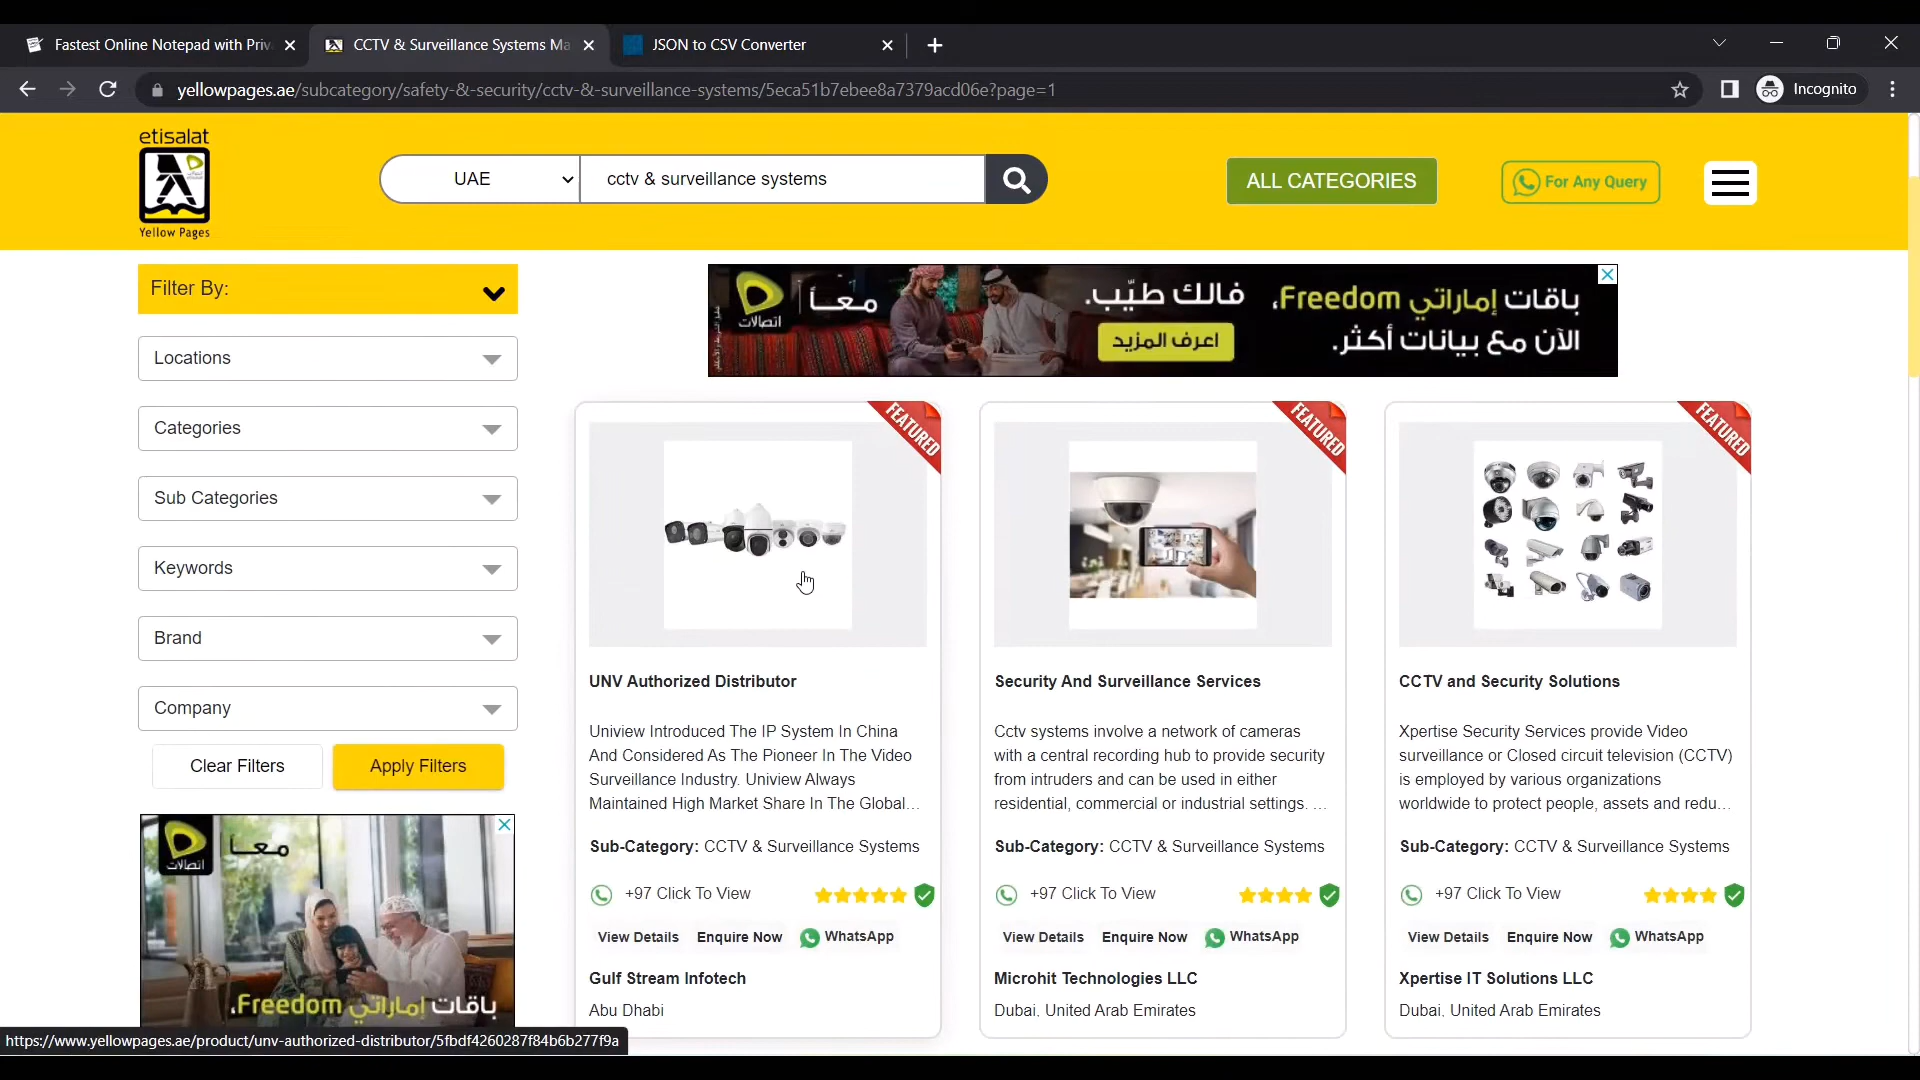 Fastest Online Notepad with Priv
CCTV & Surveillance Systems Ma
JSON to CSV Converter
yellowpages.ae/subcategory/safety-&-security/cctv-&-surveillance-systems/5eca51b7ebee8a7379acd06e?page=1
Incognito
etisalat
Yellow Pages
UAE
cctv & surveillance systems
ALL CATEGORIES
For Any Query
Filter By:
Locations
Categories
Sub Categories
Keywords
Brand
Company
Clear Filters
Apply Filters
معاً
اتصالات
باقات إماراتي Freedom،
اتصالات
معاً
فالك طيّب.
اعرف المزيد
باقات إماراتي Freedom،
الآن مع بيانات أكثر.
FEATURED
UNV Authorized Distributor
Uniview Introduced The IP System In China
And Considered As The Pioneer In The Video
Surveillance Industry. Uniview Always
Maintained High Market Share In The Global...
Sub-Category: CCTV & Surveillance Systems
+97 Click To View
View Details Enquire Now WhatsApp
Gulf Stream Infotech
Abu Dhabi
FEATURED
Security And Surveillance Services
Cctv systems involve a network of cameras
with a central recording hub to provide security
from intruders and can be used in either
residential, commercial or industrial settings. ...
Sub-Category: CCTV & Surveillance Systems
+97 Click To View
View Details Enquire Now WhatsApp
Microhit Technologies LLC
Dubai, United Arab Emirates
FEATURED
CCTV and Security Solutions
Xpertise Security Services provide Video
surveillance or Closed circuit television (CCTV)
is employed by various organizations
worldwide to protect people, assets and redu...
Sub-Category: CCTV & Surveillance Systems
+97 Click To View
View Details Enquire Now WhatsApp
Xpertise IT Solutions LLC
Dubai, United Arab Emirates
https://www.yellowpages.ae/product/unv-authorized-distributor/5fbdf4260287f84b6b277f9a